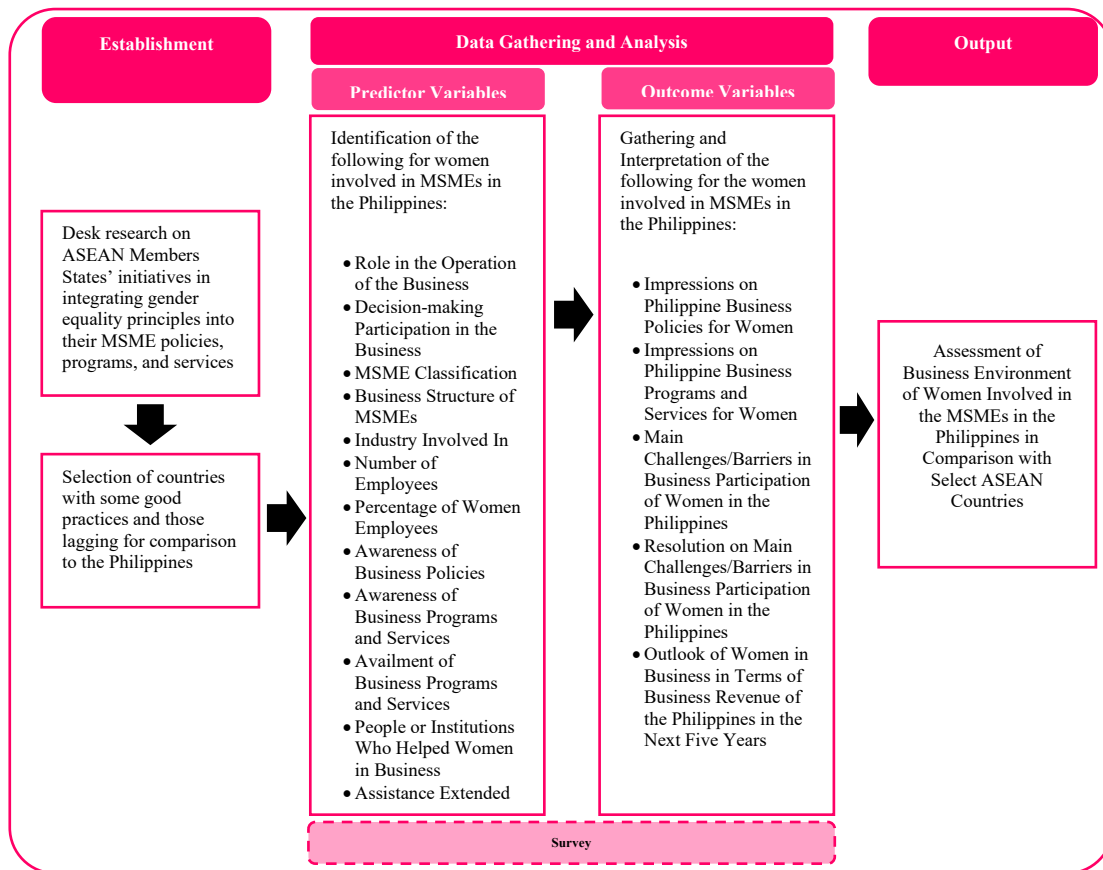 Establishment
Data Gathering and Analysis
Output
Predictor Variables
Outcome Variables
Desk research on
ASEAN Members
States’ initiatives in
integrating gender
equality principles into
their MSME policies,
programs, and services
Selection of countries
with some good
practices and those
lagging for comparison
to the Philippines
Identification of the
following for women
involved in MSMEs in
the Philippines:
• Role in the Operation
of the Business
• Decision-making
Participation in the
Business
• MSME Classification
• Business Structure of
MSMEs
• Industry Involved In
• Number of
Employees
• Percentage of Women
Employees
• Awareness of
Business Policies
• Awareness of
Business Programs
and Services
• Availment of
Business Programs
and Services
• People or Institutions
Who Helped Women
in Business
• Assistance Extended
Gathering and
Interpretation of the
following for the women
involved in MSMEs in
the Philippines:
• Impressions on
Philippine Business
Policies for Women
• Impressions on
Philippine Business
Programs and
Services for Women
• Main
Challenges/Barriers in
Business Participation
of Women in the
Philippines
• Resolution on Main
Challenges/Barriers in
Business Participation
of Women in the
Philippines
• Outlook of Women in
Business in Terms of
Business Revenue of
the Philippines in the
Next Five Years
Assessment of
Business Environment
of Women Involved in
the MSMEs in the
Philippines in
Comparison with
Select ASEAN
Countries
Survey